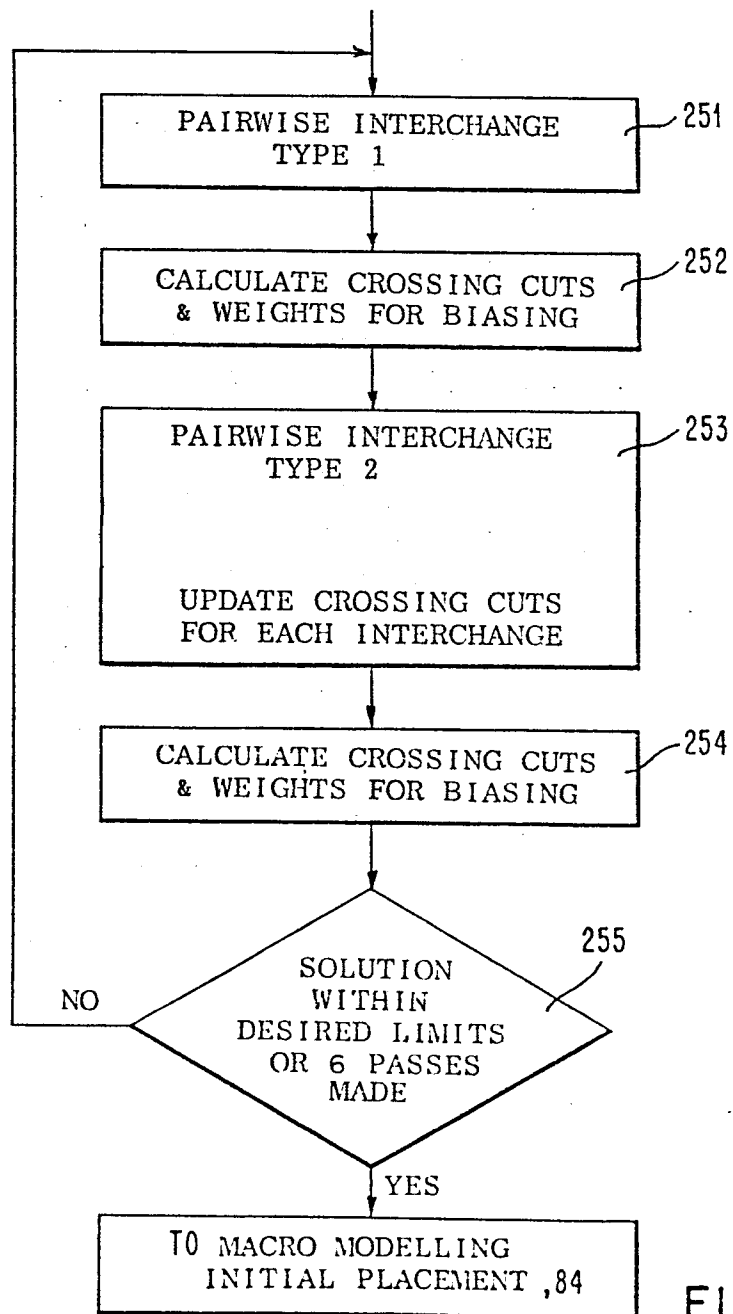 PAIRWISE INTERCHANGE
TYPE 1
251
CALCULATE CROSSING CUTS
& WEIGHTS FOR BIASING
252
PAIRWISE INTERCHANGE
TYPE 2
253
UPDATE CROSSING CUTS
FOR EACH INTERCHANGE
CALCULATE CROSSING CUTS
& WEIGHTS FOR BIASING
254
255
SOLUTION
WITHIN
DESIRED LIMITS
OR 6 PASSES
MADE
NO
YES
TO MACRO MODELLING
INITIAL PLACEMENT ,84